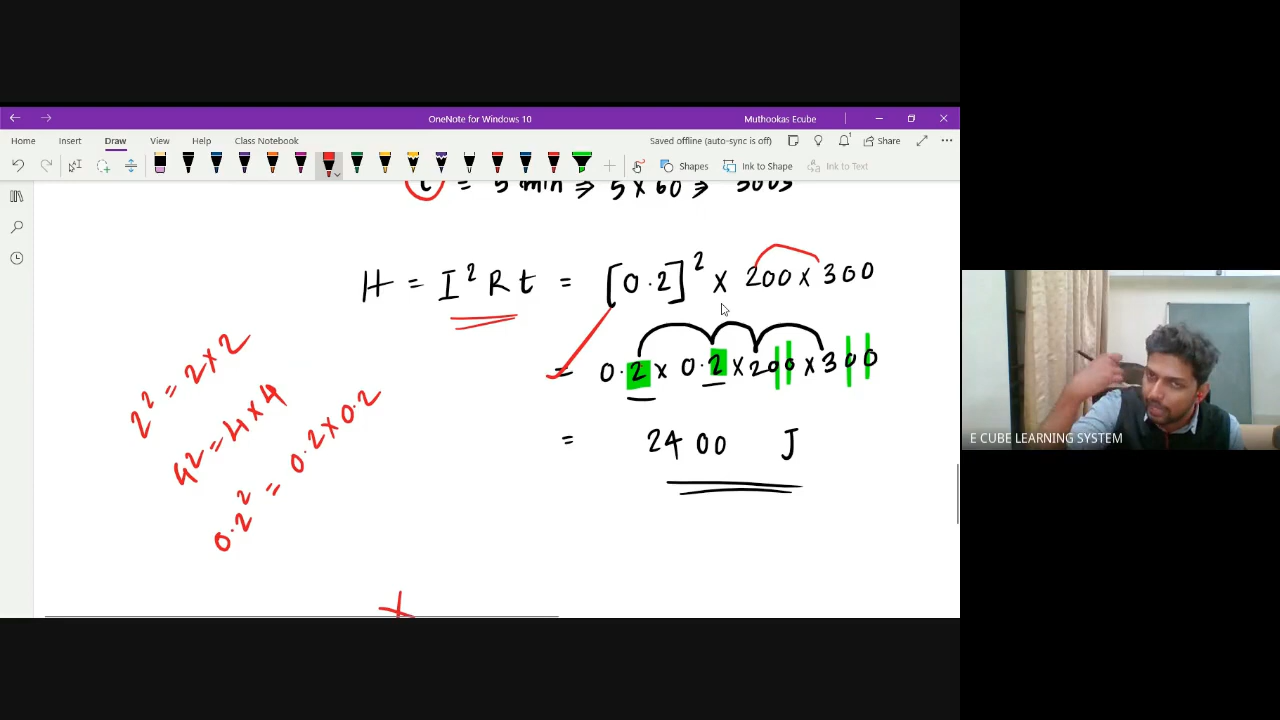 OneNote for Windows 10
Muthookas Ecube
Home Insert Draw View Help Class Notebook
Saved offline (auto-sync is off)
Share
Shapes
Ink to Shape
Ink to Text
t = 5 min ⇒ 5 × 60 ⇒ 300s
H = I² R t = [0.2]² × 200 × 300
= 0.2 × 0.2 × 200 × 300
= 2400 J
2² = 2×2
4² = 4×4
0.2² = 0.2×0.2
E CUBE LEARNING SYSTEM